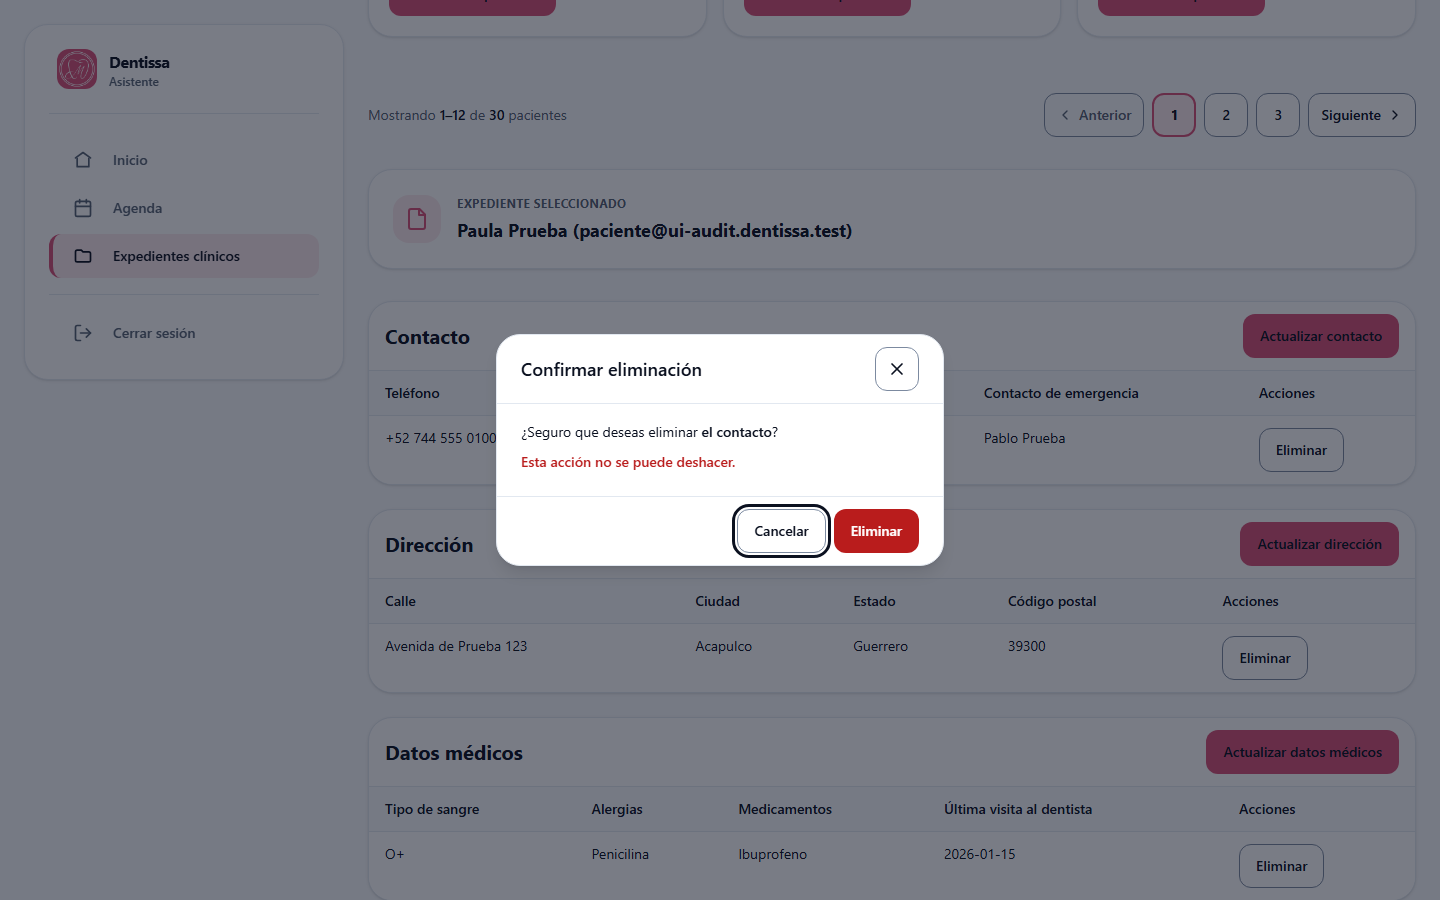 Dentissa
Asistente
Inicio
Agenda
Expedientes clínicos
Cerrar sesión
Mostrando 1–12 de 30 pacientes
Anterior 1 2 3 Siguiente
EXPEDIENTE SELECCIONADO
Paula Prueba (paciente@ui-audit.dentissa.test)
Contacto
Actualizar contacto
Teléfono Contacto de emergencia Acciones
+52 744 555 0100 Pablo Prueba Eliminar
Confirmar eliminación
¿Seguro que deseas eliminar el contacto?
Esta acción no se puede deshacer.
Cancelar Eliminar
Dirección
Actualizar dirección
Calle Ciudad Estado Código postal Acciones
Avenida de Prueba 123 Acapulco Guerrero 39300 Eliminar
Datos médicos
Actualizar datos médicos
Tipo de sangre Alergias Medicamentos Última visita al dentista Acciones
O+ Penicilina Ibuprofeno 2026-01-15 Eliminar